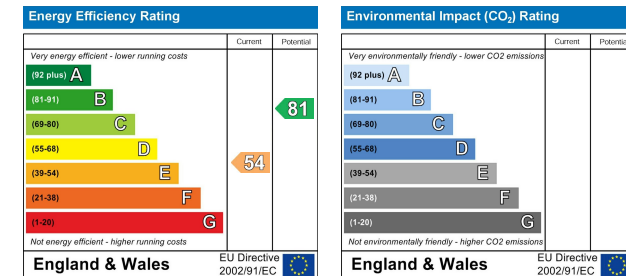 Energy Efficiency Rating
Current Potential
Very energy efficient - lower running costs
(92 plus) A
(81-91) B
81
(69-80) C
(55-68) D
54
(39-54) E
(21-38) F
(1-20) G
Not energy efficient - higher running costs
England & Wales
EU Directive
2002/91/EC
Environmental Impact (CO₂) Rating
Current Potential
Very environmentally friendly - lower CO2 emissions
(92 plus) A
(81-91) B
(69-80) C
(55-68) D
(39-54) E
(21-38) F
(1-20) G
Not environmentally friendly - higher CO2 emissions
England & Wales
EU Directive
2002/91/EC